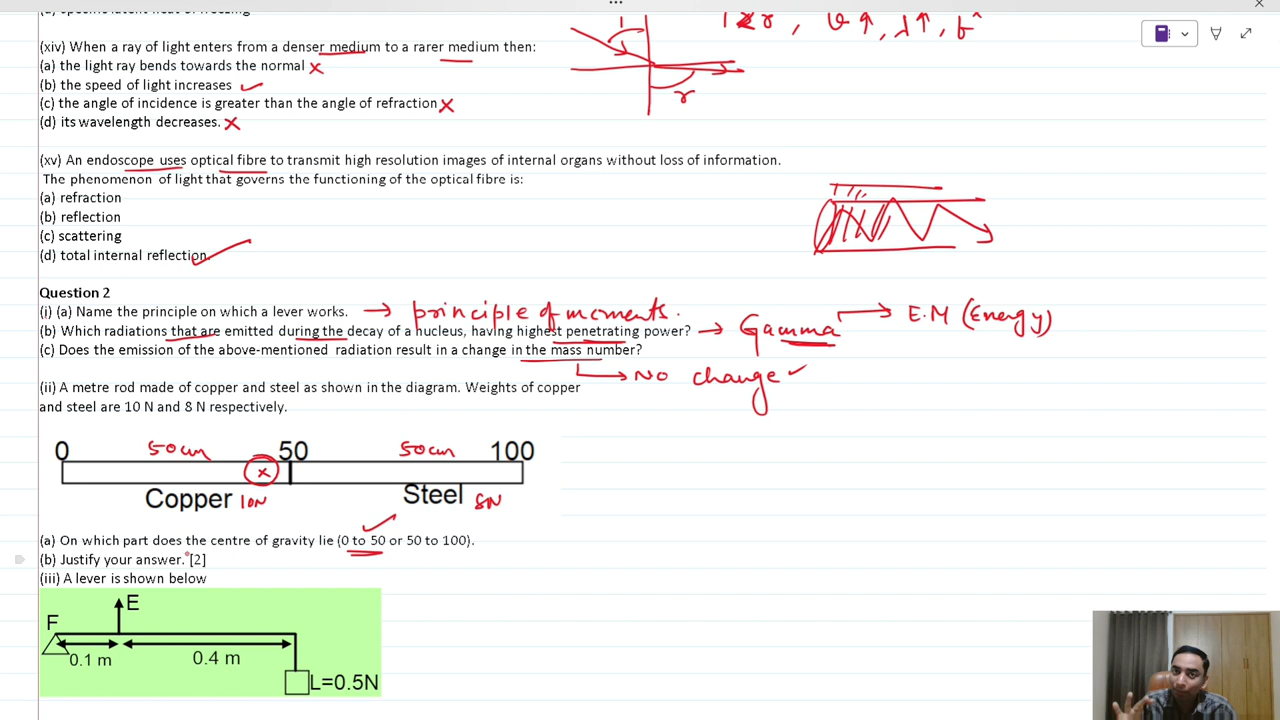 i r , v↑ , λ↑ , f^
(xiv) When a ray of light enters from a denser medium to a rarer medium then:
(a) the light ray bends towards the normal ×
(b) the speed of light increases ✓
(c) the angle of incidence is greater than the angle of refraction ×
(d) its wavelength decreases. ×
i
r
(xv) An endoscope uses optical fibre to transmit high resolution images of internal organs without loss of information.
The phenomenon of light that governs the functioning of the optical fibre is:
(a) refraction
(b) reflection
(c) scattering
(d) total internal reflection ✓
Question 2
(i) (a) Name the principle on which a lever works. → principle of moments.
(b) Which radiations that are emitted during the decay of a nucleus, having highest penetrating power? → Gamma → E.M (Energy)
(c) Does the emission of the above-mentioned radiation result in a change in the mass number?
→ No change ✓
(ii) A metre rod made of copper and steel as shown in the diagram. Weights of copper
and steel are 10 N and 8 N respectively.
0 50cm 50 50cm 100
×
Copper 10N Steel 8N
(a) On which part does the centre of gravity lie (0 to 50 or 50 to 100). ✓
(b) Justify your answer. [2]
(iii) A lever is shown below
E
F
0.1 m 0.4 m
L=0.5N